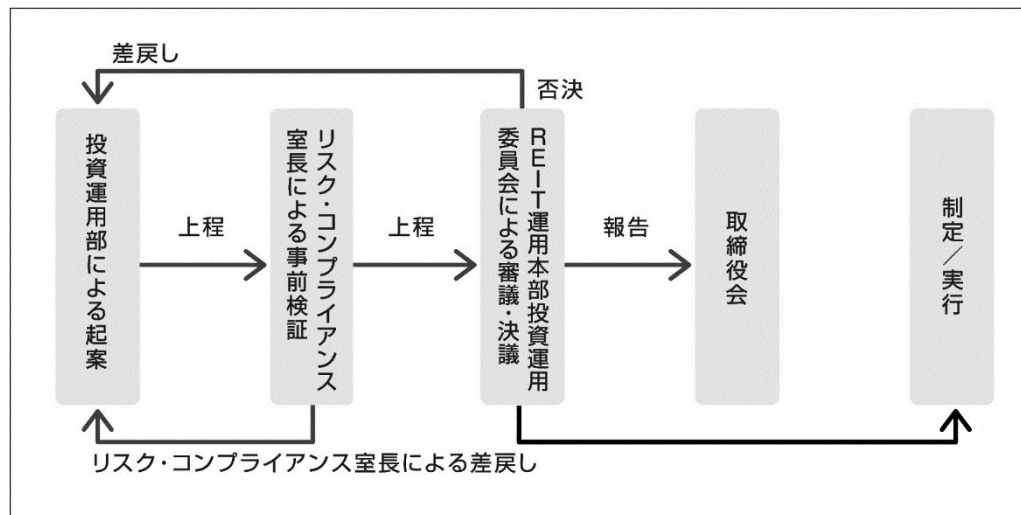 差戻し
否決
投資運用部による起案
上程
リスク・コンプライアンス
室長による事前検証
上程
REIT運用本部投資運用
委員会による審議・決議
報告
取締役会
制定／実行
リスク・コンプライアンス室長による差戻し